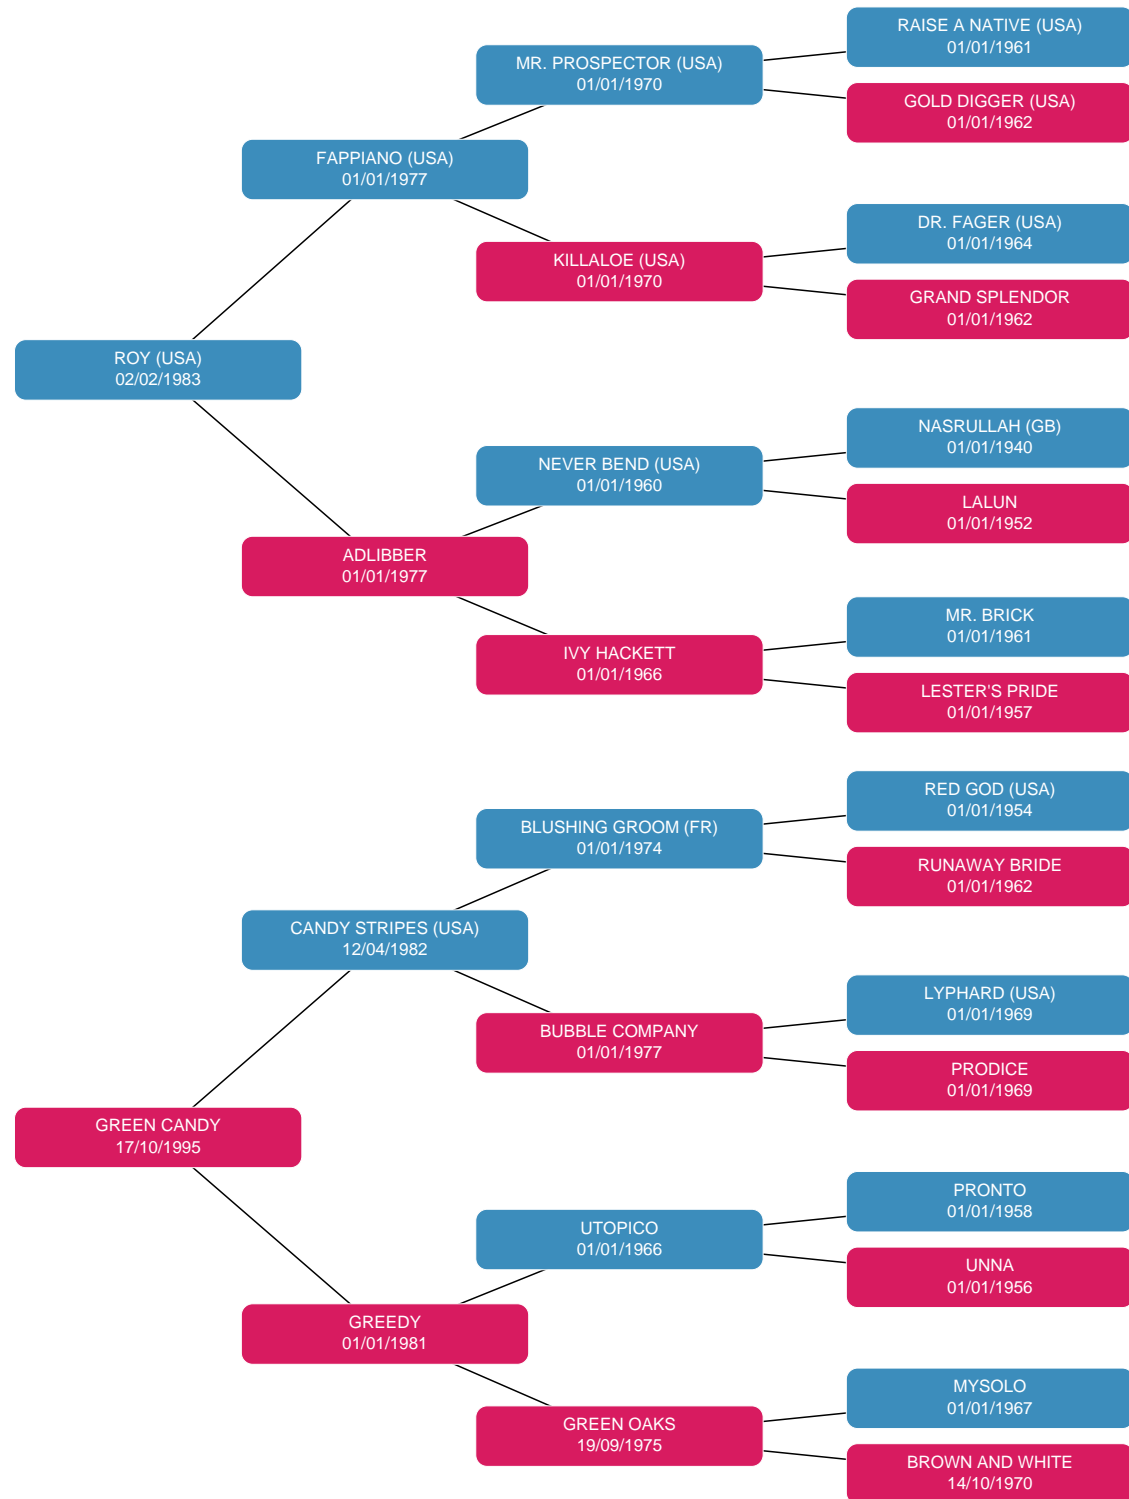 RAISE A NATIVE (USA)
01/01/1961
MR. PROSPECTOR (USA)
01/01/1970
GOLD DIGGER (USA)
01/01/1962
FAPPIANO (USA)
01/01/1977
DR. FAGER (USA)
01/01/1964
KILLALOE (USA)
01/01/1970
GRAND SPLENDOR
01/01/1962
ROY (USA)
02/02/1983
NASRULLAH (GB)
01/01/1940
NEVER BEND (USA)
01/01/1960
LALUN
01/01/1952
ADLIBBER
01/01/1977
MR. BRICK
01/01/1961
IVY HACKETT
01/01/1966
LESTER'S PRIDE
01/01/1957
RED GOD (USA)
01/01/1954
BLUSHING GROOM (FR)
01/01/1974
RUNAWAY BRIDE
01/01/1962
CANDY STRIPES (USA)
12/04/1982
LYPHARD (USA)
01/01/1969
BUBBLE COMPANY
01/01/1977
PRODICE
01/01/1969
GREEN CANDY
17/10/1995
PRONTO
01/01/1958
UTOPICO
01/01/1966
UNNA
01/01/1956
GREEDY
01/01/1981
MYSOLO
01/01/1967
GREEN OAKS
19/09/1975
BROWN AND WHITE
14/10/1970